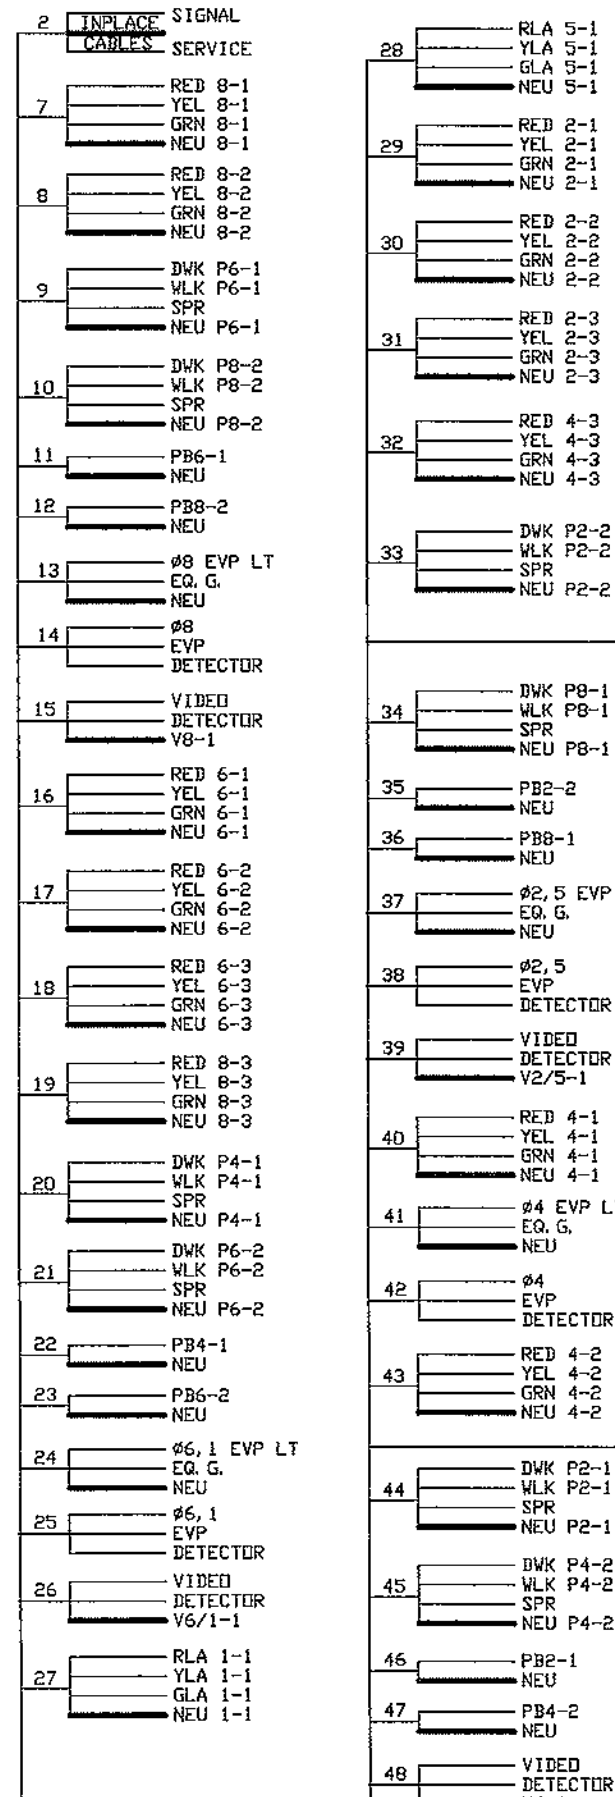 2
INPLACE
CABLES
SIGNAL
SERVICE
7
RED 8-1
YEL 8-1
GRN 8-1
NEU 8-1
8
RED 8-2
YEL 8-2
GRN 8-2
NEU 8-2
9
DWK P6-1
WLK P6-1
SPR
NEU P6-1
10
DWK P8-2
WLK P8-2
SPR
NEU P8-2
11
PB6-1
NEU
12
PB8-2
NEU
13
Ø8 EVP LT
EQ. G.
NEU
14
Ø8
EVP
DETECTOR
15
VIDEO
DETECTOR
V8-1
16
RED 6-1
YEL 6-1
GRN 6-1
NEU 6-1
17
RED 6-2
YEL 6-2
GRN 6-2
NEU 6-2
18
RED 6-3
YEL 6-3
GRN 6-3
NEU 6-3
19
RED 8-3
YEL 8-3
GRN 8-3
NEU 8-3
20
DWK P4-1
WLK P4-1
SPR
NEU P4-1
21
DWK P6-2
WLK P6-2
SPR
NEU P6-2
22
PB4-1
NEU
23
PB6-2
NEU
24
Ø6,1 EVP LT
EQ. G.
NEU
25
Ø6,1
EVP
DETECTOR
26
VIDEO
DETECTOR
V6/1-1
27
RLA 1-1
YLA 1-1
GLA 1-1
NEU 1-1
28
RLA 5-1
YLA 5-1
GLA 5-1
NEU 5-1
29
RED 2-1
YEL 2-1
GRN 2-1
NEU 2-1
30
RED 2-2
YEL 2-2
GRN 2-2
NEU 2-2
31
RED 2-3
YEL 2-3
GRN 2-3
NEU 2-3
32
RED 4-3
YEL 4-3
GRN 4-3
NEU 4-3
33
DWK P2-2
WLK P2-2
SPR
NEU P2-2
34
DWK P8-1
WLK P8-1
SPR
NEU P8-1
35
PB2-2
NEU
36
PB8-1
NEU
37
Ø2,5 EVP
EQ. G.
NEU
38
Ø2,5
EVP
DETECTOR
39
VIDEO
DETECTOR
V2/5-1
40
RED 4-1
YEL 4-1
GRN 4-1
NEU 4-1
41
Ø4 EVP L
EQ. G.
NEU
42
Ø4
EVP
DETECTOR
43
RED 4-2
YEL 4-2
GRN 4-2
NEU 4-2
44
DWK P2-1
WLK P2-1
SPR
NEU P2-1
45
DWK P4-2
WLK P4-2
SPR
NEU P4-2
46
PB2-1
NEU
47
PB4-2
NEU
48
VIDEO
DETECTOR